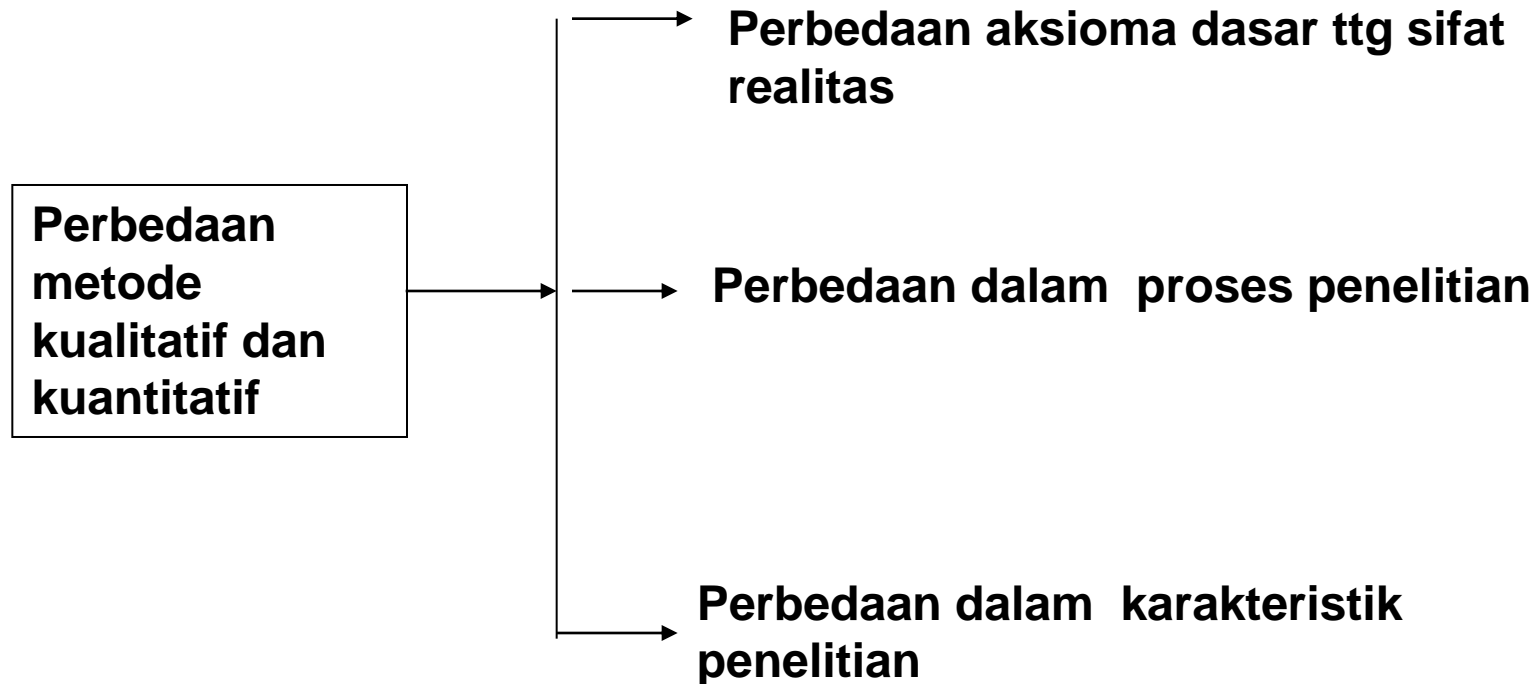 Perbedaan aksioma dasar ttg sifat
realitas
Perbedaan
metode
kualitatif dan
kuantitatif
Perbedaan dalam proses penelitian
Perbedaan dalam karakteristik
penelitian